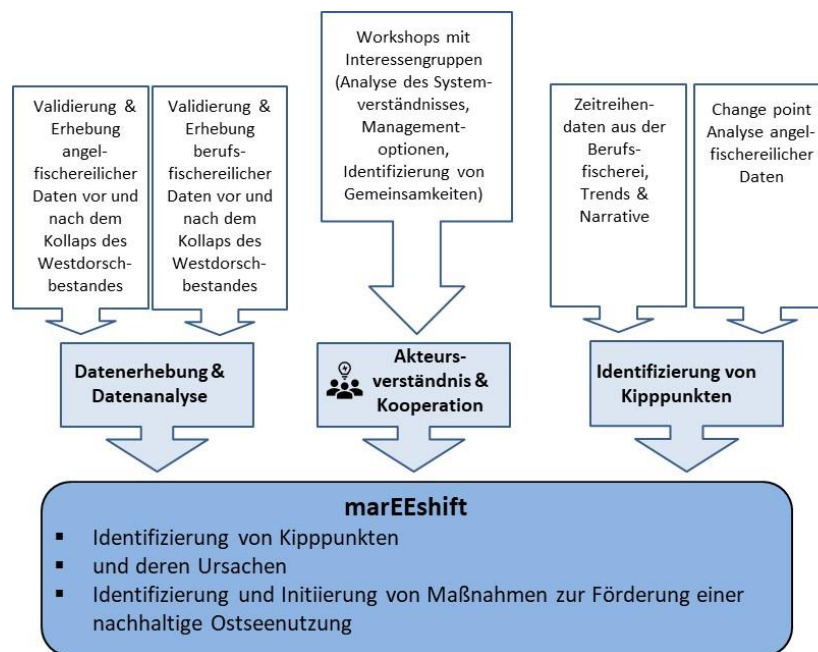 Validierung &
Erhebung
angel-
fischereilicher
Daten vor und
nach dem
Kollaps des
Westdorsch-
bestandes
Validierung &
Erhebung
berufs-
fischereilicher
Daten vor und
nach dem
Kollaps des
Westdorsch-
bestandes
Workshops mit
Interessengruppen
(Analyse des System-
verständnisses,
Management-
optionen,
Identifizierung von
Gemeinsamkeiten)
Zeitreihen-
daten aus der
Berufs-
fischerei,
Trends &
Narrative
Change point
Analyse angel-
fischereilicher
Daten
Datenerhebung &
Datenanalyse
Akteurs-
verständnis &
Kooperation
Identifizierung von
Kipppunkten
marEEshift
▪ Identifizierung von Kipppunkten
▪ und deren Ursachen
▪ Identifizierung und Initiierung von Maßnahmen zur Förderung einer
nachhaltige Ostseenutzung